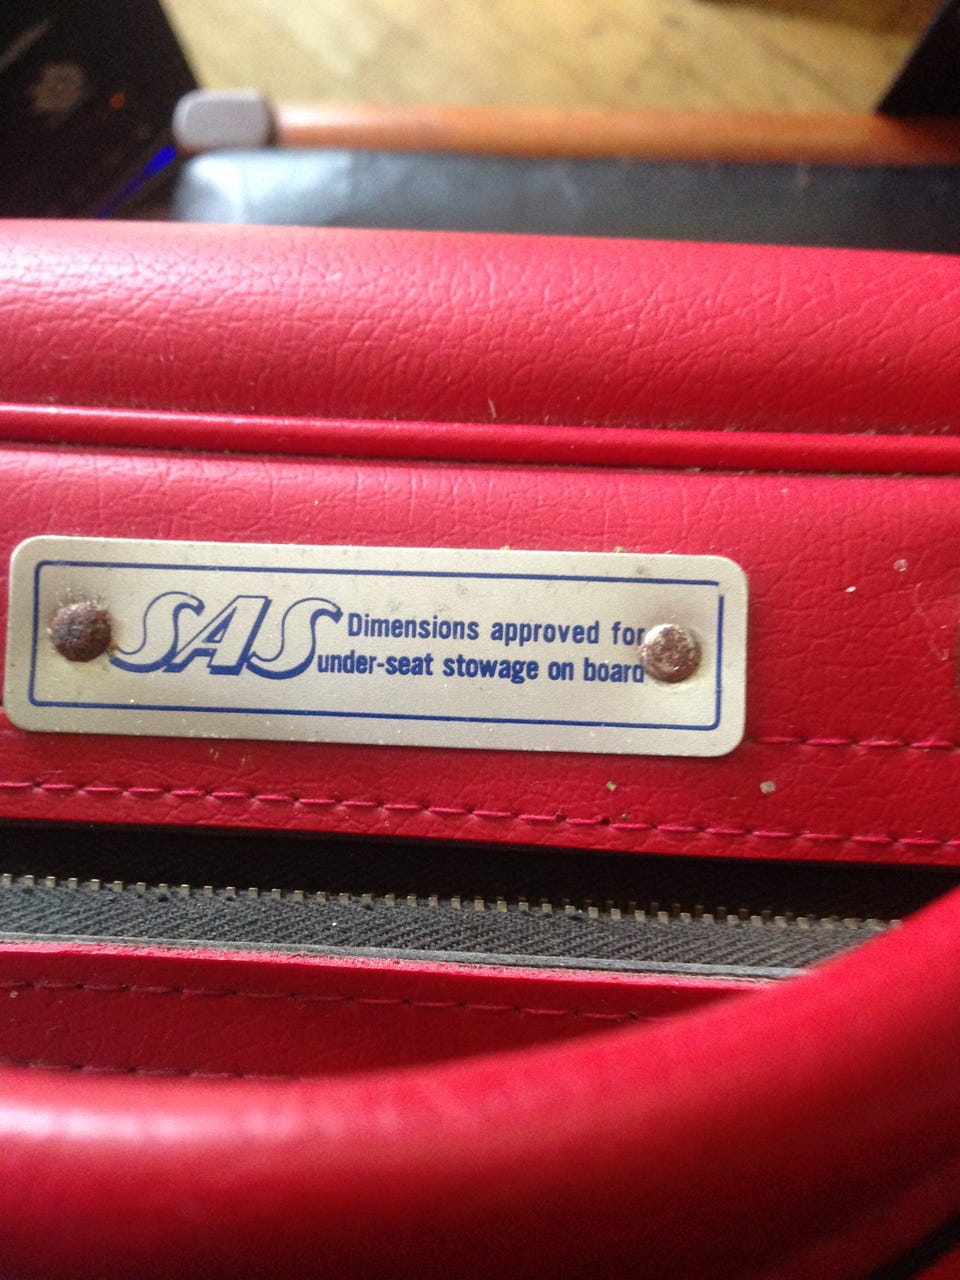 SAS Dimensions approved for
under-seat stowage on board